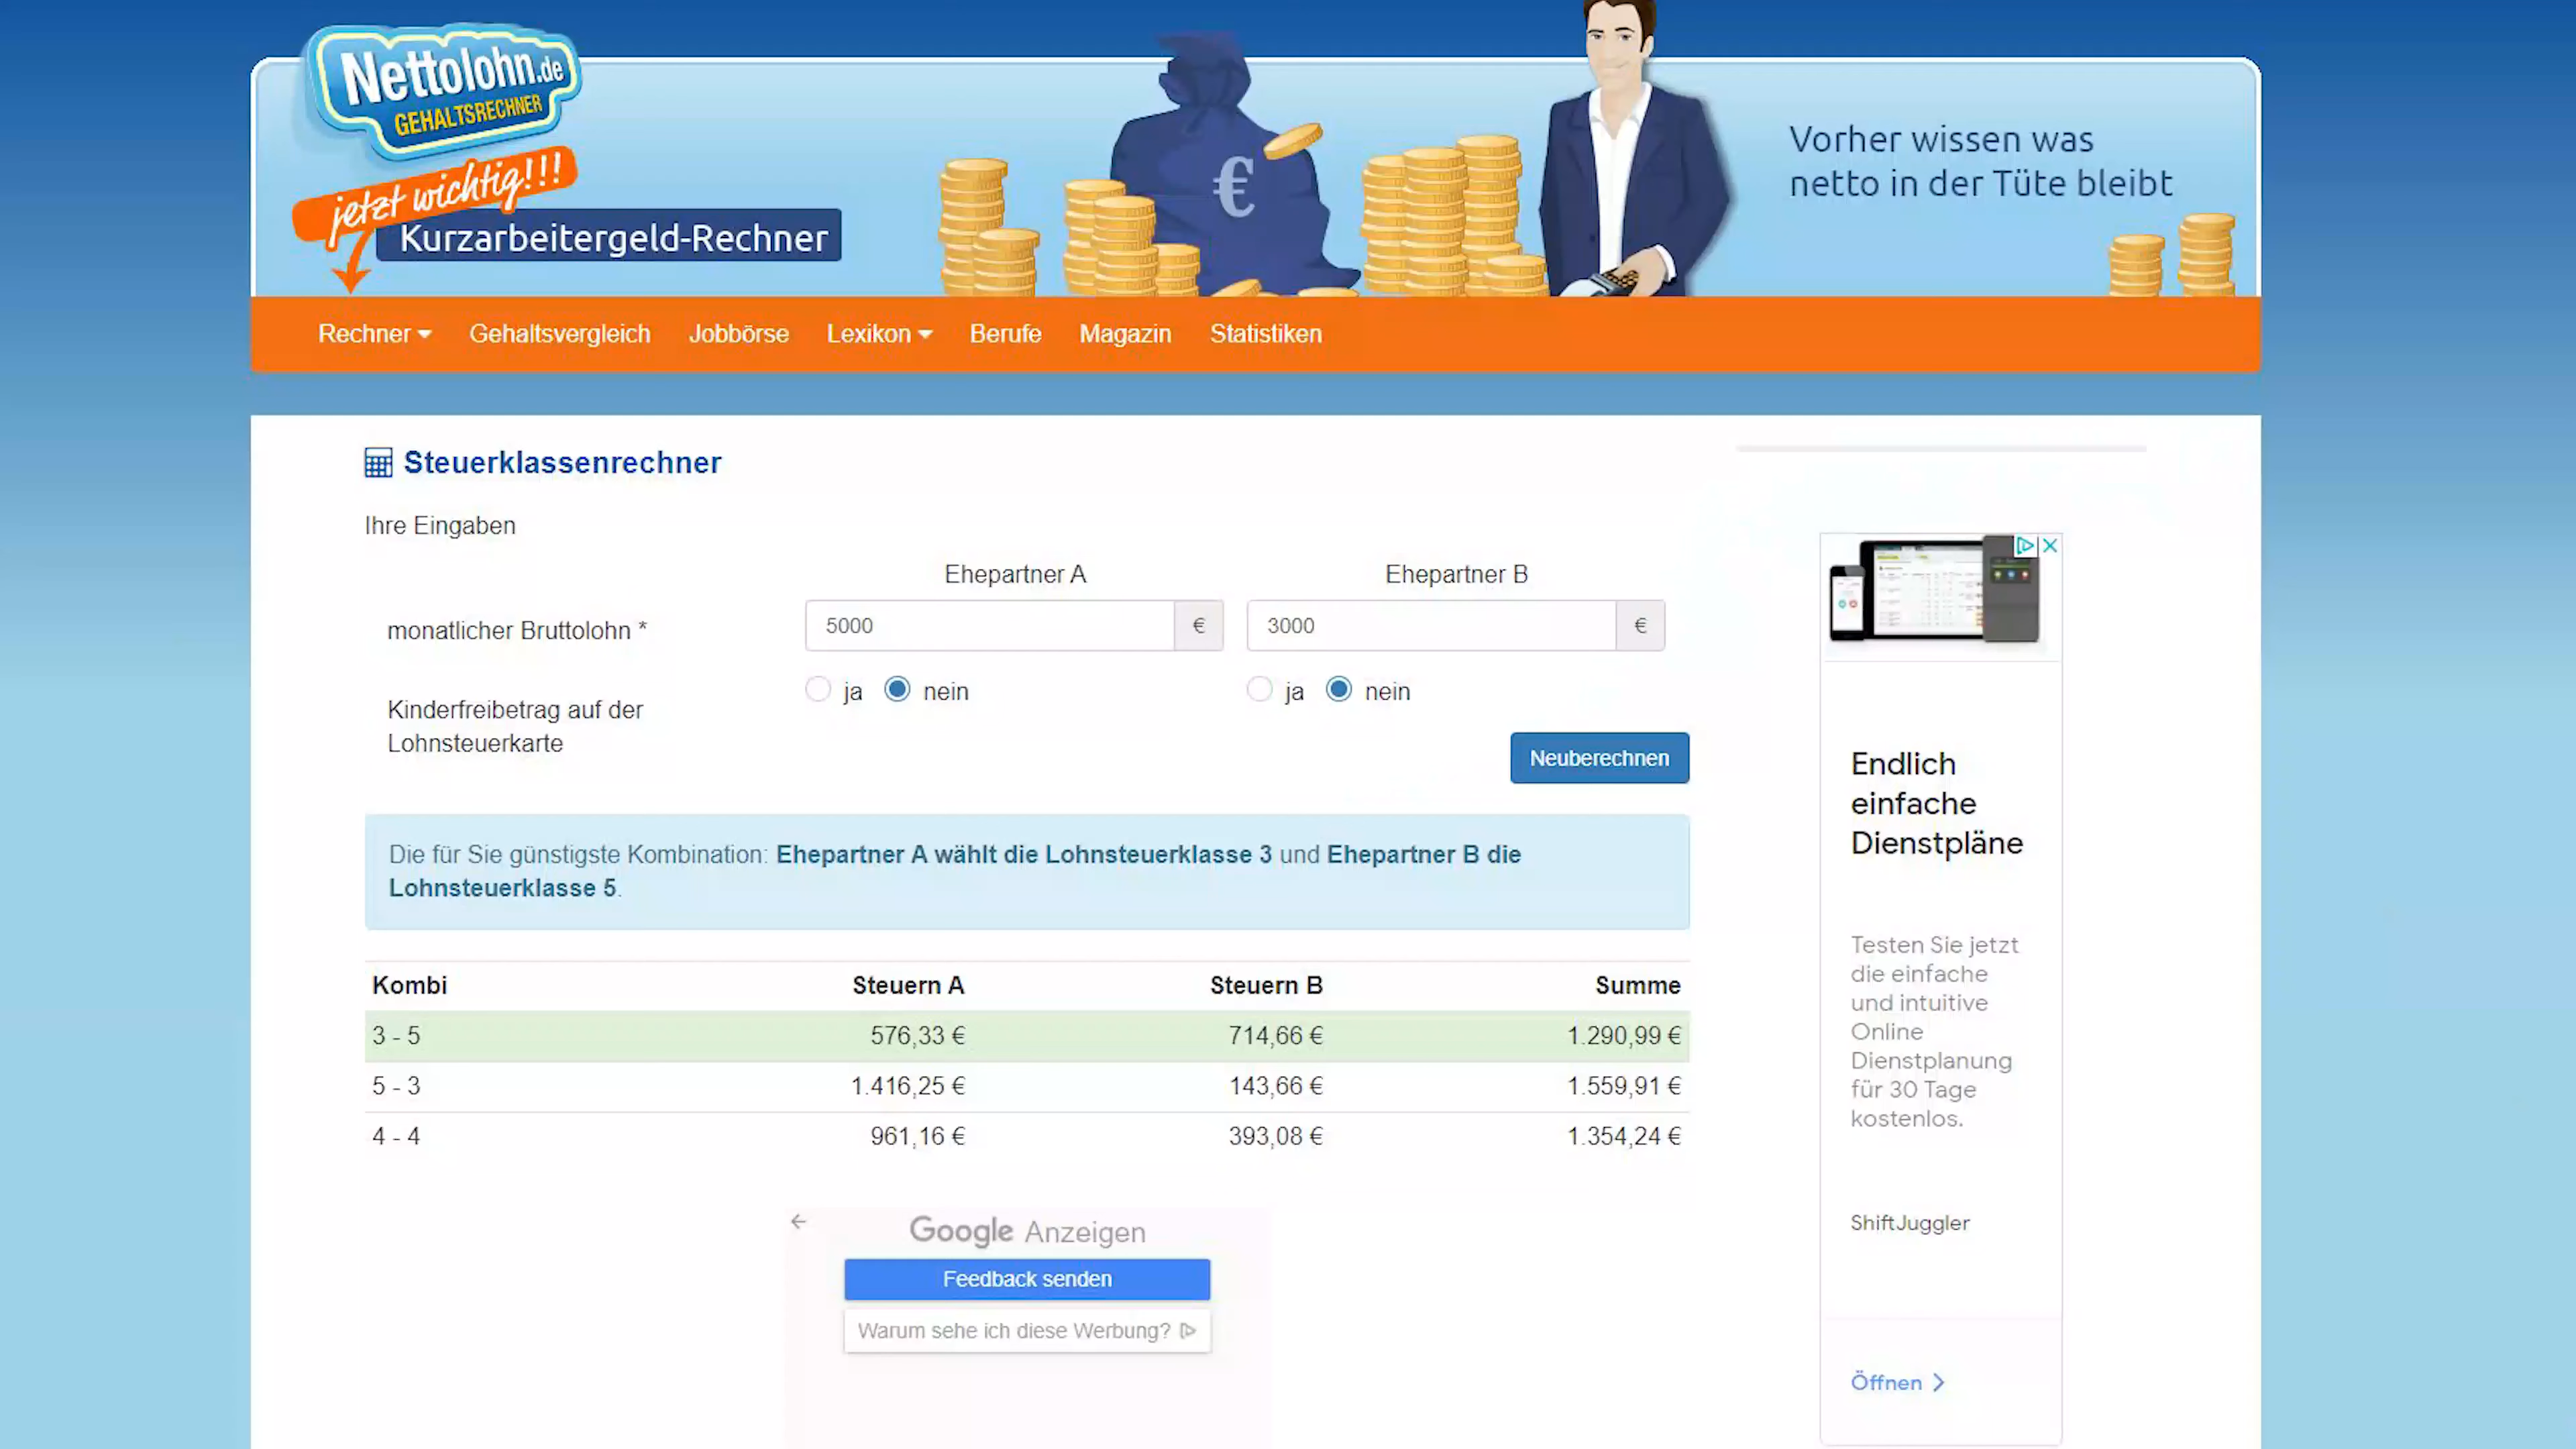 Nettolohn.de
GEHALTSRECHNER
jetzt wichtig!!!
Kurzarbeitergeld-Rechner
€
Vorher wissen was
netto in der Tüte bleibt
Rechner Gehaltsvergleich Jobbörse Lexikon Berufe Magazin Statistiken
Steuerklassenrechner
Ihre Eingaben
Ehepartner A Ehepartner B
monatlicher Bruttolohn * 5000 € 3000 €
ja nein ja nein
Kinderfreibetrag auf der
Lohnsteuerkarte
Neuberechnen
Die für Sie günstigste Kombination: Ehepartner A wählt die Lohnsteuerklasse 3 und Ehepartner B die
Lohnsteuerklasse 5.
Kombi Steuern A Steuern B Summe
3 - 5 576,33 € 714,66 € 1.290,99 €
5 - 3 1.416,25 € 143,66 € 1.559,91 €
4 - 4 961,16 € 393,08 € 1.354,24 €
Google Anzeigen
Feedback senden
Warum sehe ich diese Werbung?
Endlich
einfache
Dienstpläne
Testen Sie jetzt
die einfache
und intuitive
Online
Dienstplanung
für 30 Tage
kostenlos.
ShiftJuggler
Öffnen